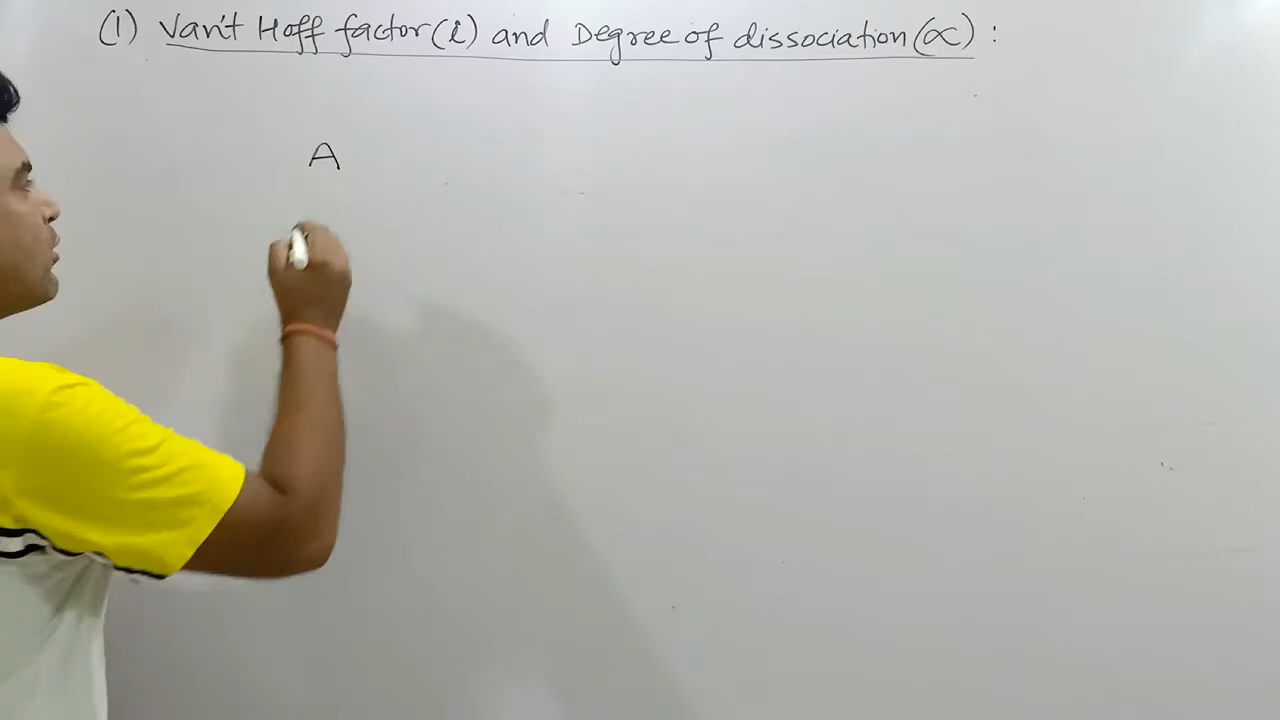 (1) Van't Hoff factor (i) and Degree of dissociation (∝) :
A